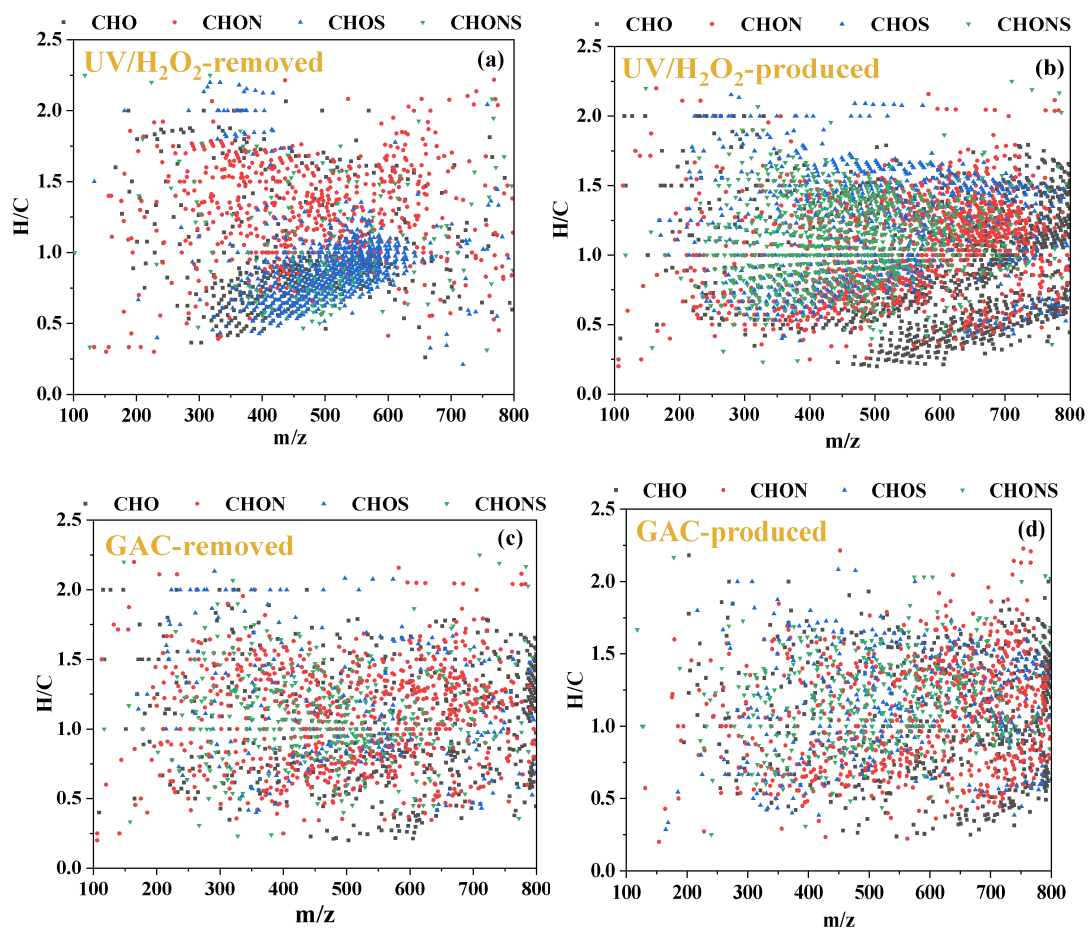 CHO CHON CHOS CHONS
UV/H₂O₂-removed
(a)
H/C
2.5
2.0
1.5
1.0
0.5
0.0
100 200 300 400 500 600 700 800
m/z
CHO CHON CHOS CHONS
UV/H₂O₂-produced
(b)
H/C
2.5
2.0
1.5
1.0
0.5
0.0
100 200 300 400 500 600 700 800
m/z
CHO CHON CHOS CHONS
GAC-removed
(c)
H/C
2.5
2.0
1.5
1.0
0.5
0.0
100 200 300 400 500 600 700 800
m/z
CHO CHON CHOS CHONS
GAC-produced
(d)
H/C
2.5
2.0
1.5
1.0
0.5
0.0
100 200 300 400 500 600 700 800
m/z